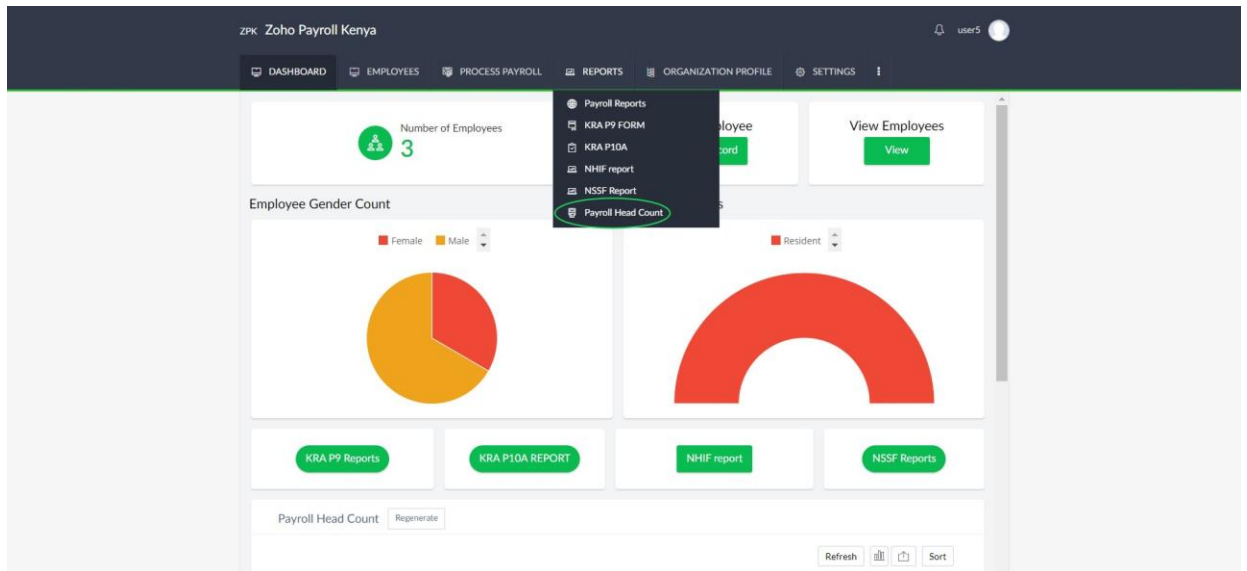 ZPK Zoho Payroll Kenya
user5
DASHBOARD EMPLOYEES PROCESS PAYROLL REPORTS ORGANIZATION PROFILE SETTINGS
Payroll Reports
KRA P9 FORM
KRA P10A
NHIF report
NSSF Report
Payroll Head Count
Number of Employees
3
View Employees
View
Employee Gender Count
Female Male
Resident
KRA P9 Reports KRA P10A REPORT NHIF report NSSF Reports
Payroll Head Count Regenerate
Refresh Sort